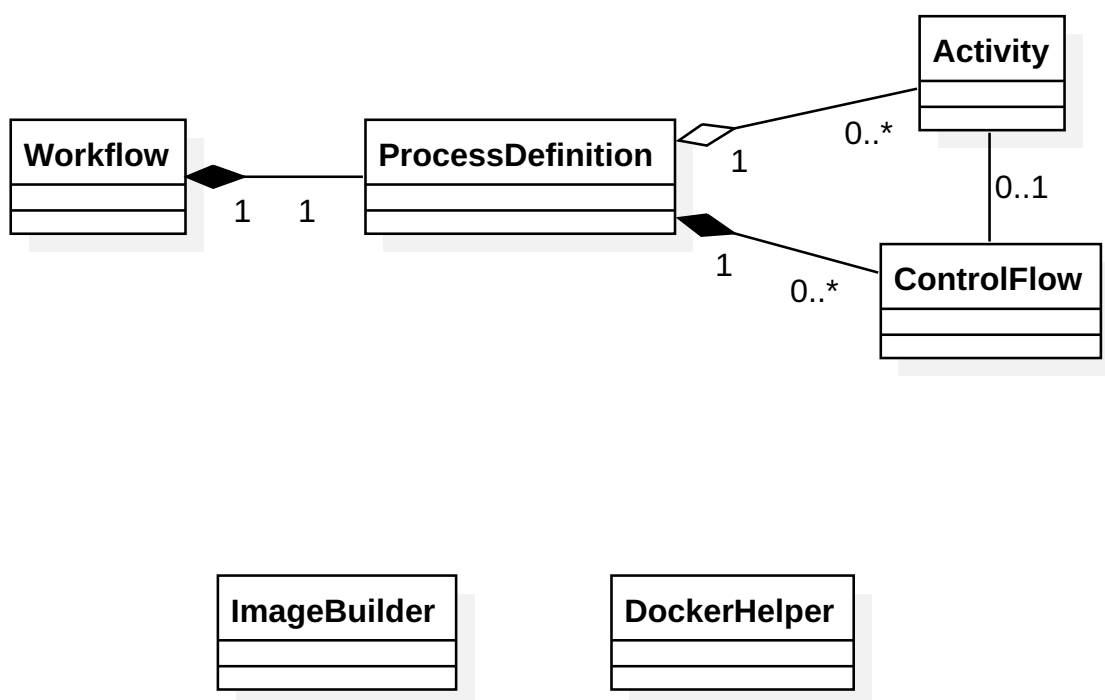 Activity
Workflow
ProcessDefinition
0..*
1
1
1
0..1
1
0..*
ControlFlow
ImageBuilder
DockerHelper